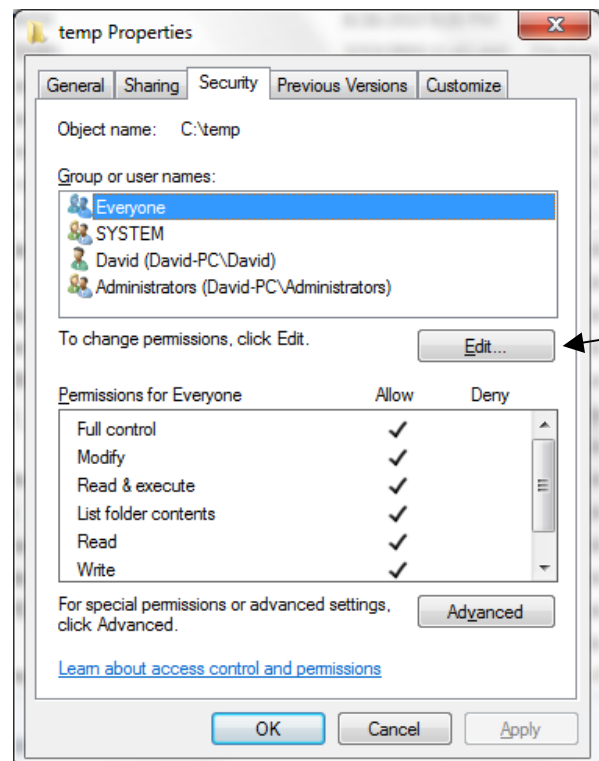 temp Properties
General Sharing Security Previous Versions Customize
Object name: C:\temp
Group or user names:
Everyone
SYSTEM
David (David-PC\David)
Administrators (David-PC\Administrators)
To change permissions, click Edit.
Edit...
Permissions for Everyone Allow Deny
Full control
Modify
Read & execute
List folder contents
Read
Write
For special permissions or advanced settings,
click Advanced.
Advanced
Learn about access control and permissions
OK Cancel Apply